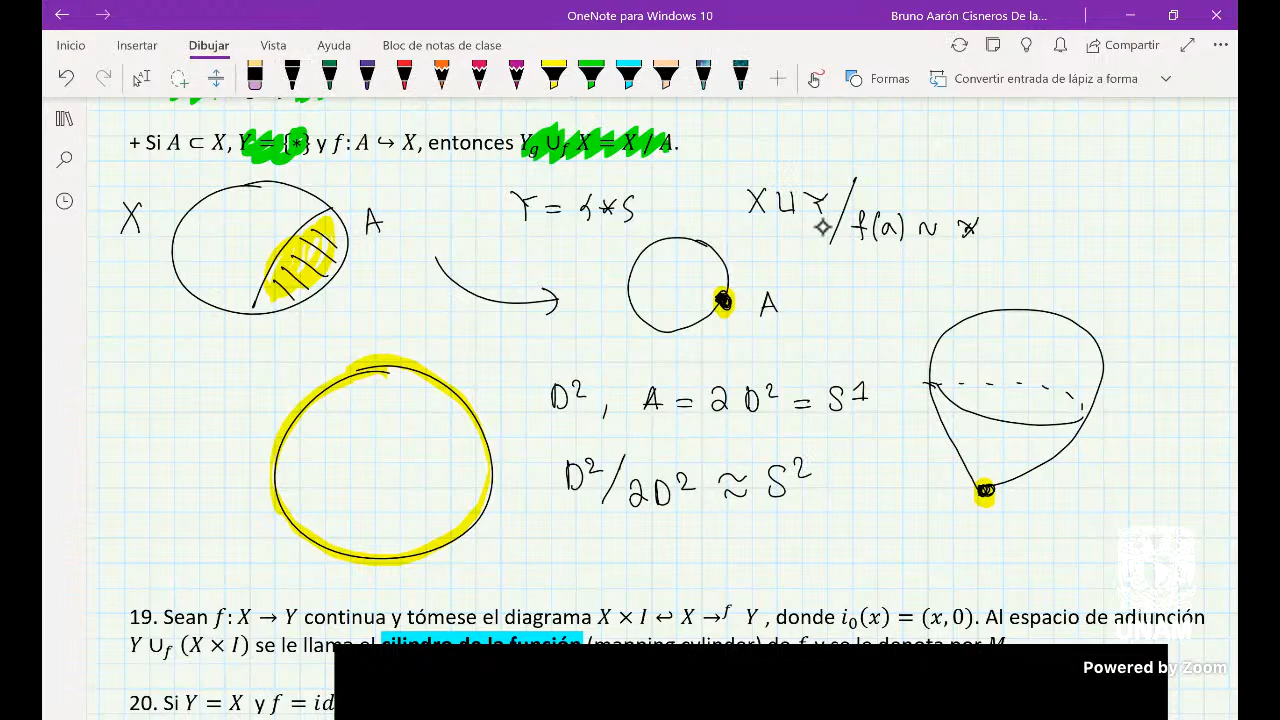 OneNote para Windows 10
Bruno Aarón Cisneros De la...
Inicio Insertar Dibujar Vista Ayuda Bloc de notas de clase Compartir
Formas Convertir entrada de lápiz a forma
+ Si A ⊂ X, Y = {*} y f: A ↪ X, entonces Y_g ∪_f X = X / A.
X A Y = {*} X ⊔ Y / f(a) ~ *
A
D², A = ∂D² = S¹
D²/∂D² ≈ S²
19. Sean f: X → Y continua y tómese el diagrama X × I ↩ X →^f Y , donde i₀(x) = (x, 0). Al espacio de adjunción
Y ∪_f (X × I) se le llama el cilindro de la función (mapping cylinder) de f y se lo denota por M
20. Si Y = X y f = id
UNAM
Powered by Zoom